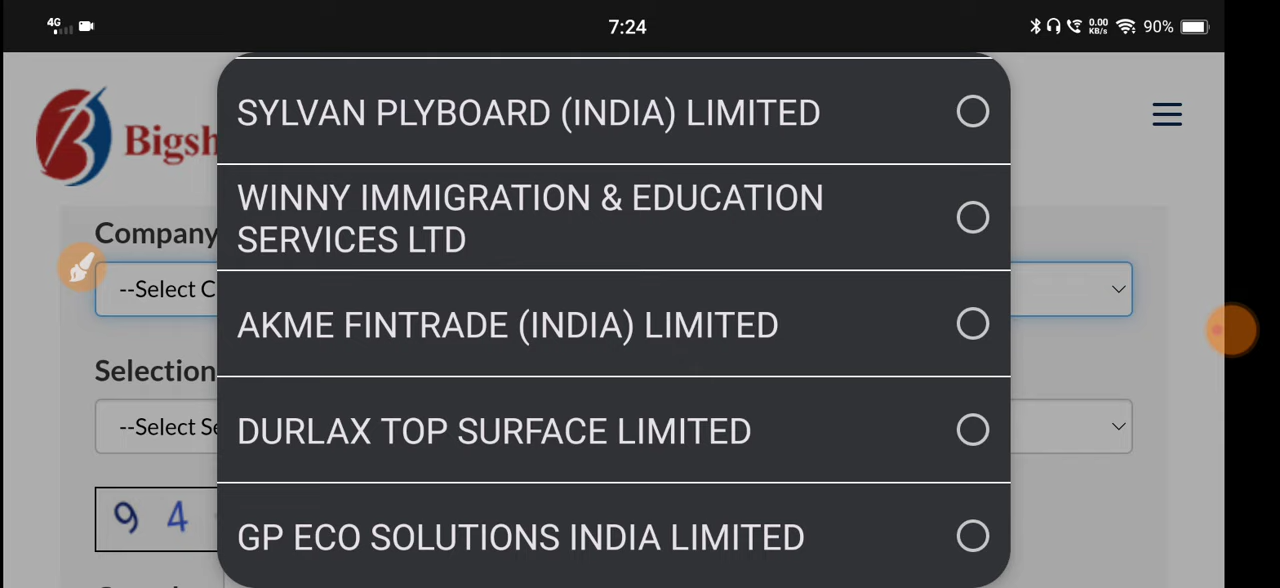 4G 7:24 0.00 KB/s 90%
SYLVAN PLYBOARD (INDIA) LIMITED
Bigsh
WINNY IMMIGRATION & EDUCATION
SERVICES LTD
Company
--Select C
AKME FINTRADE (INDIA) LIMITED
Selection
--Select Se
DURLAX TOP SURFACE LIMITED
9 4
GP ECO SOLUTIONS INDIA LIMITED